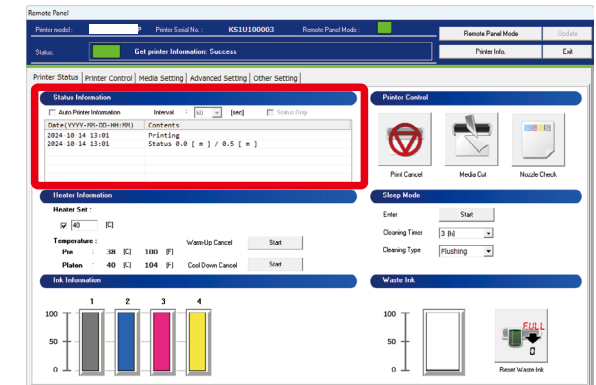 Remote Panel
Printer model : P Printer Serial No. : KS1U100003 Remote Panel Mode :
Remote Panel Mode Update
Status: Get printer Information: Success
Printer Info. Exit
Printer Status Printer Control Media Setting Advanced Setting Other Setting
Status Information
Auto Printer Information Interval : 60 [sec] Status Only
Date(YYYY-MM-DD-HH:MM) Contents
2024-10-14 13:01 Printing
2024-10-14 13:01 Status 0.0 [ m ] / 0.5 [ m ]
Printer Control
Print Cancel Media Cut Nozzle Check
Heater Information
Heater Set :
40 [C]
Temperature :
Pre : 38 [C] 100 [F]
Platen : 40 [C] 104 [F]
Warm-Up Cancel Start
Cool Down Cancel Start
Sleep Mode
Enter Start
Cleaning Timer 3 [h]
Cleaning Type Flushing
Ink Information
1 2 3 4
100
50
0
Waste Ink
100
50
0
FULL
0
Reset Waste Ink